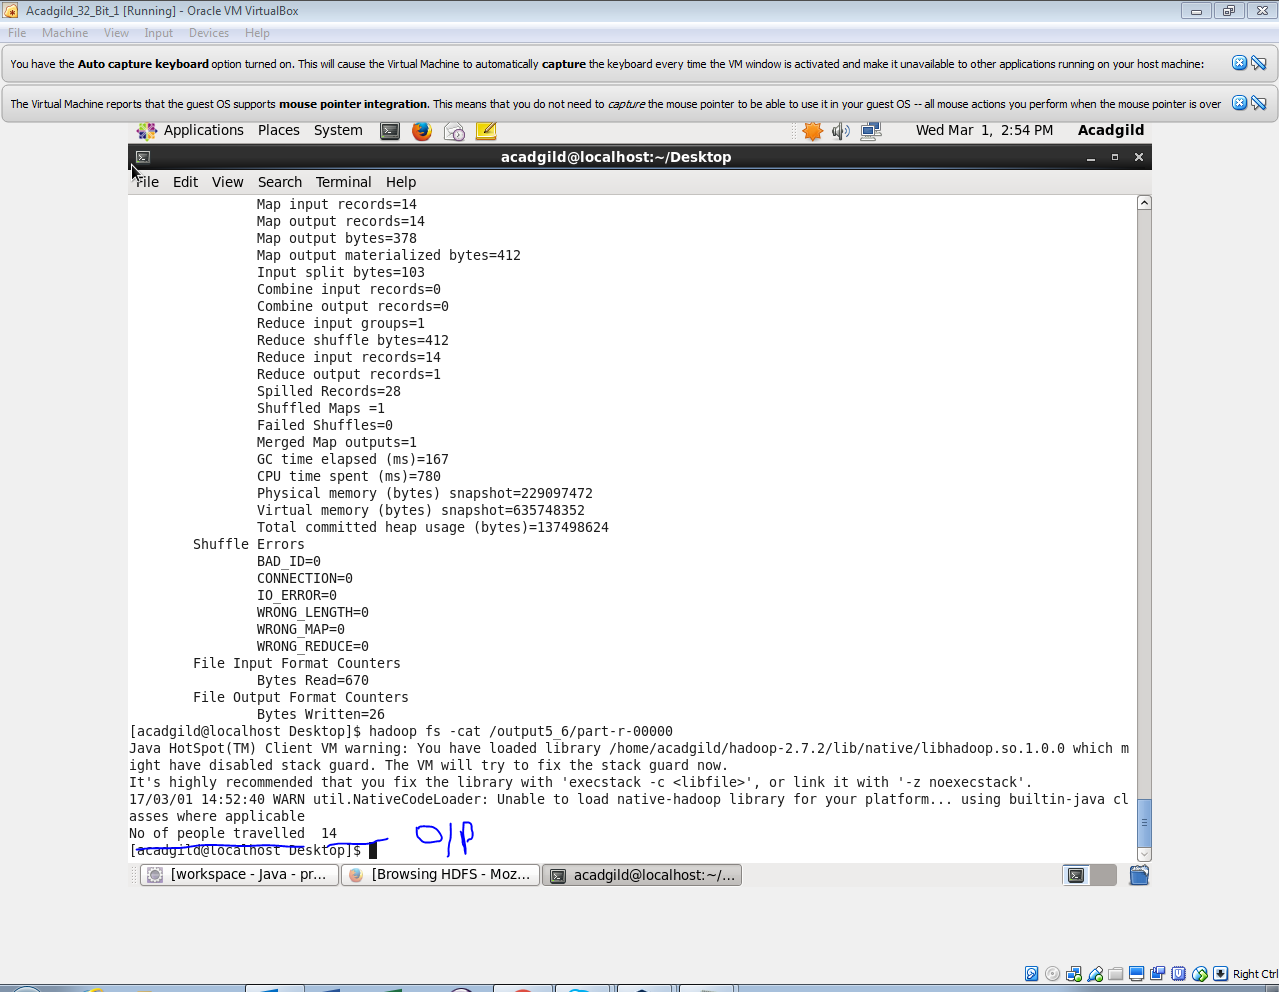 Acadgild_32_Bit_1 [Running] - Oracle VM VirtualBox
File Machine View Input Devices Help
You have the Auto capture keyboard option turned on. This will cause the Virtual Machine to automatically capture the keyboard every time the VM window is activated and make it unavailable to other applications running on your host machine:
The Virtual Machine reports that the guest OS supports mouse pointer integration. This means that you do not need to capture the mouse pointer to be able to use it in your guest OS -- all mouse actions you perform when the mouse pointer is over
Applications Places System Wed Mar 1, 2:54 PM Acadgild
acadgild@localhost:~/Desktop
File Edit View Search Terminal Help
Map input records=14
Map output records=14
Map output bytes=378
Map output materialized bytes=412
Input split bytes=103
Combine input records=0
Combine output records=0
Reduce input groups=1
Reduce shuffle bytes=412
Reduce input records=14
Reduce output records=1
Spilled Records=28
Shuffled Maps =1
Failed Shuffles=0
Merged Map outputs=1
GC time elapsed (ms)=167
CPU time spent (ms)=780
Physical memory (bytes) snapshot=229097472
Virtual memory (bytes) snapshot=635748352
Total committed heap usage (bytes)=137498624
Shuffle Errors
BAD_ID=0
CONNECTION=0
IO_ERROR=0
WRONG_LENGTH=0
WRONG_MAP=0
WRONG_REDUCE=0
File Input Format Counters
Bytes Read=670
File Output Format Counters
Bytes Written=26
[acadgild@localhost Desktop]$ hadoop fs -cat /output5_6/part-r-00000
Java HotSpot(TM) Client VM warning: You have loaded library /home/acadgild/hadoop-2.7.2/lib/native/libhadoop.so.1.0.0 which m
ight have disabled stack guard. The VM will try to fix the stack guard now.
It's highly recommended that you fix the library with 'execstack -c <libfile>', or link it with '-z noexecstack'.
17/03/01 14:52:40 WARN util.NativeCodeLoader: Unable to load native-hadoop library for your platform... using builtin-java cl
asses where applicable
No of people travelled 14 O/P
[acadgild@localhost Desktop]$
[workspace - Java - pr... [Browsing HDFS - Moz... acadgild@localhost:~/...
Right Ctrl